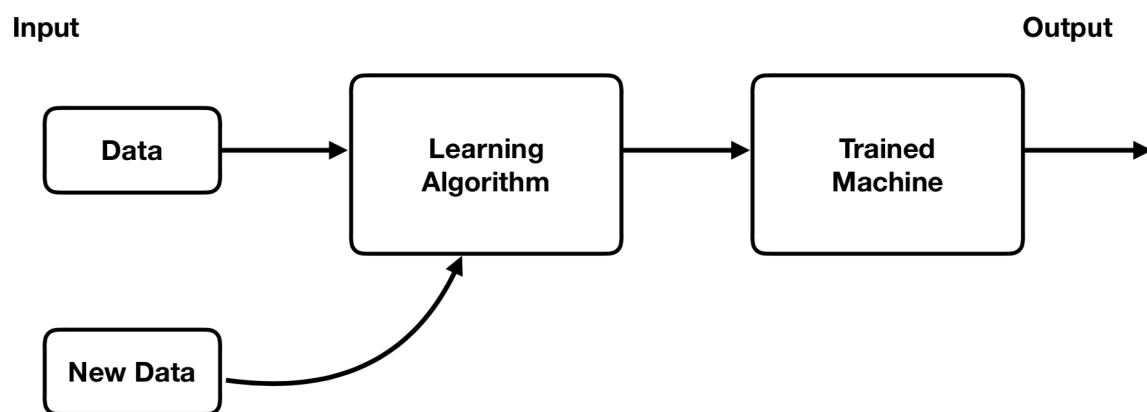 Input
Output
Data
Learning
Algorithm
Trained
Machine
New Data